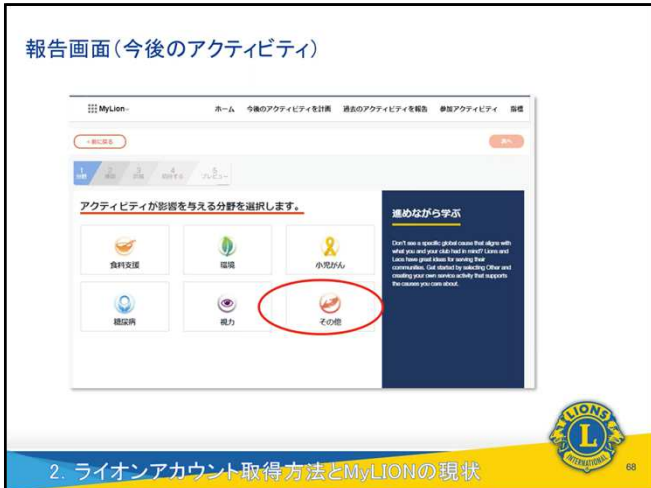 報告画面(今後のアクティビティ)
MyLion
ホーム 今後のアクティビティを計画 過去のアクティビティを報告 参加アクティビティ 指標
<前に戻る
次へ
1 2 3 4 5
分野 プレビュー
アクティビティが影響を与える分野を選択します。
食料支援 環境 小児がん
糖尿病 視力 その他
進めながら学ぶ
Don't see a specific global cause that aligns with
what you and your club had in mind? Lions and
Leos have great ideas for serving their
communities. Get started by selecting Other and
creating your own service activity that supports
the causes you care about.
LIONS
L
INTERNATIONAL
2. ライオンアカウント取得方法とMyLIONの現状
68